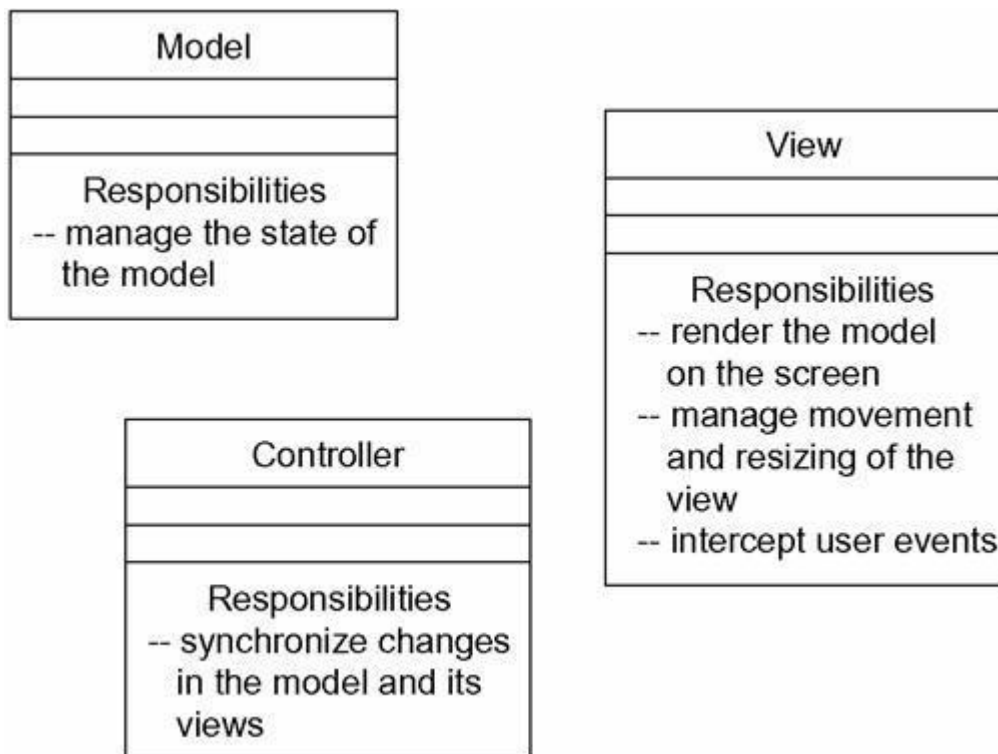 Model
Responsibilities
-- manage the state of
the model
View
Responsibilities
-- render the model
on the screen
-- manage movement
and resizing of the
view
-- intercept user events
Controller
Responsibilities
-- synchronize changes
in the model and its
views